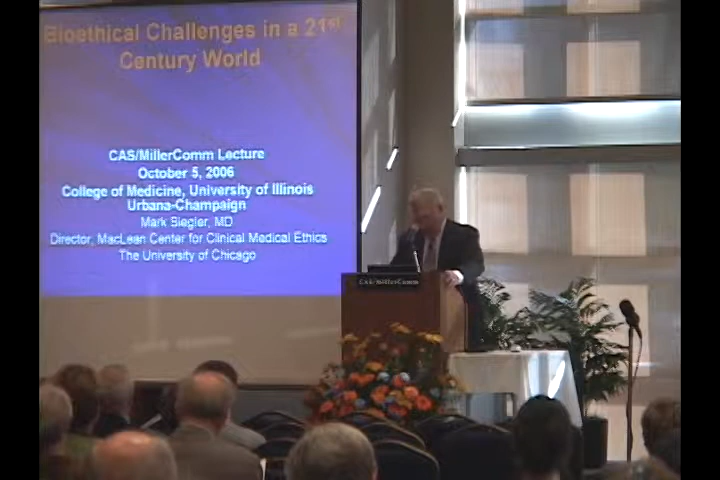 Bioethical Challenges in a 21st
Century World
CAS/MillerComm Lecture
October 5, 2006
College of Medicine, University of Illinois
Urbana-Champaign
Mark Siegler, MD
Director, MacLean Center for Clinical Medical Ethics
The University of Chicago
CAS/MillerComm